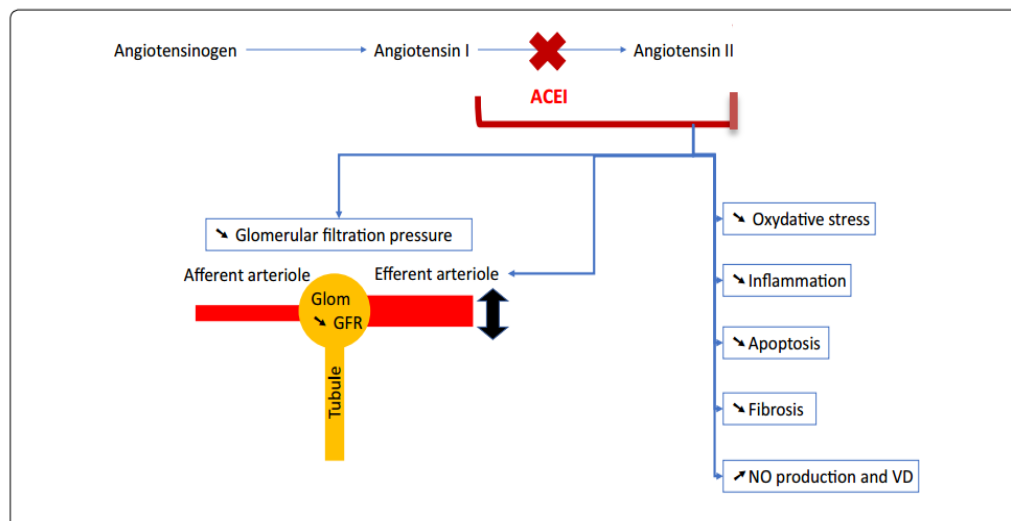 Angiotensinogen
Angiotensin I
Angiotensin II
ACEI
Glomerular filtration pressure
Afferent arteriole
Efferent arteriole
Glom
GFR
Tubule
Oxydative stress
Inflammation
Apoptosis
Fibrosis
NO production and VD